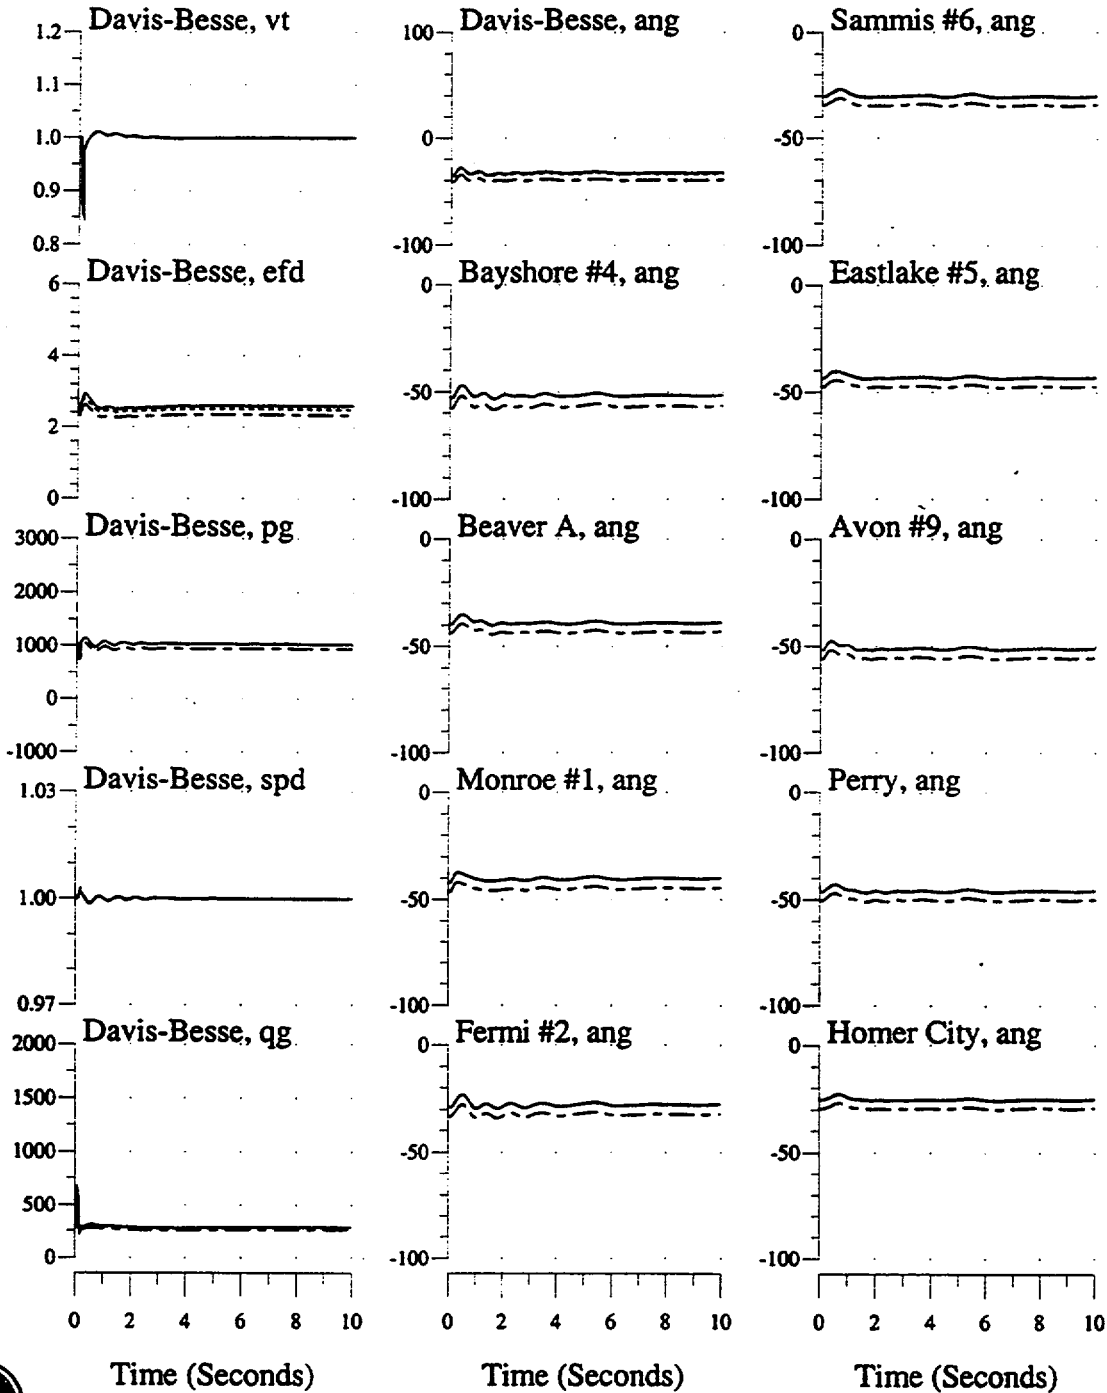 Davis-Besse, vt
1.2
1.1
1.0
0.9
0.8
Davis-Besse, efd
6
4
2
0
Davis-Besse, pg
3000
2000
1000
0
-1000
Davis-Besse, spd
1.03
1.00
0.97
Davis-Besse, qg
2000
1500
1000
500
0
0 2 4 6 8 10
Time (Seconds)
Davis-Besse, ang
100
0
-100
Bayshore #4, ang
0
-50
-100
Beaver A, ang
0
-50
-100
Monroe #1, ang
0
-50
-100
Fermi #2, ang
0
-50
-100
0 2 4 6 8 10
Time (Seconds)
Sammis #6, ang
0
-50
-100
Eastlake #5, ang
0
-50
-100
Avon #9, ang
0
-50
-100
Perry, ang
0
-50
-100
Homer City, ang
0
-50
-100
0 2 4 6 8 10
Time (Seconds)